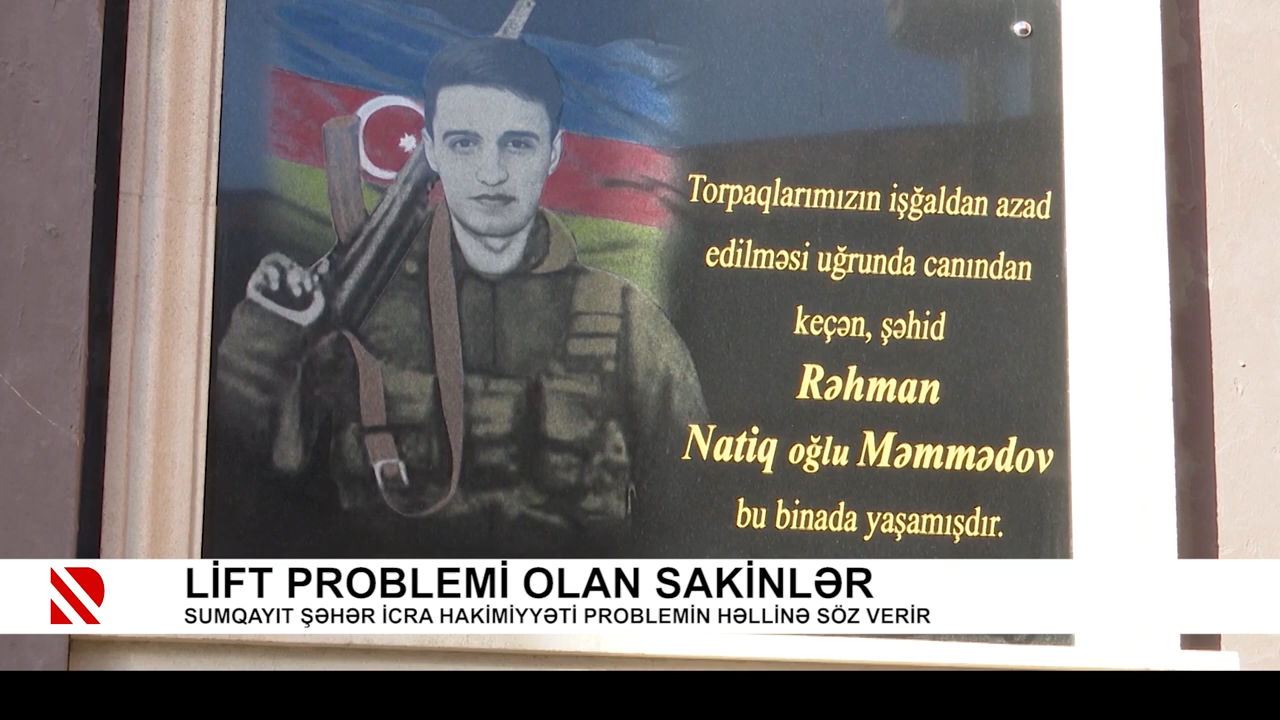 Torpaqlarımızın işğaldan azad
edilməsi uğrunda canından
keçən, şəhid
Rəhman
Natiq oğlu Məmmədov
bu binada yaşamışdır.
LİFT PROBLEMİ OLAN SAKİNLƏR
SUMQAYIT ŞƏHƏR İCRA HAKİMİYYƏTİ PROBLEMİN HƏLLİNƏ SÖZ VERİR